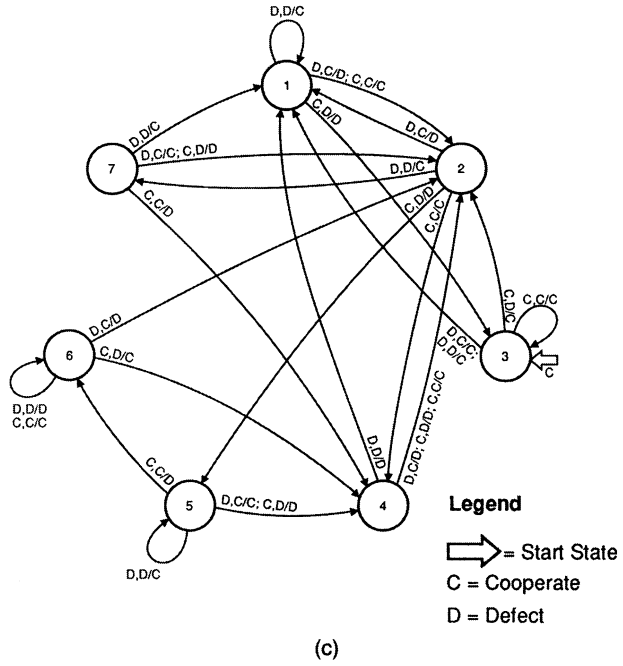 D,D/C
1
D,C/D; C,C/C
C,D/D
D,C/D
7
D,D/C
D,C/C; C,D/D
C,C/D
2
D,D/C
C,D/D
C,C/C
C,D/C
C,C/C
3
C
D,C/C;
D,D/C
6
D,C/D
C,D/C
D,D/D
C,C/C
C,C/D
5
D,C/C; C,D/D
D,D/C
4
D,D/D
D,C/D; C,D/D; C,C/C
Legend
= Start State
C = Cooperate
D = Defect
(c)